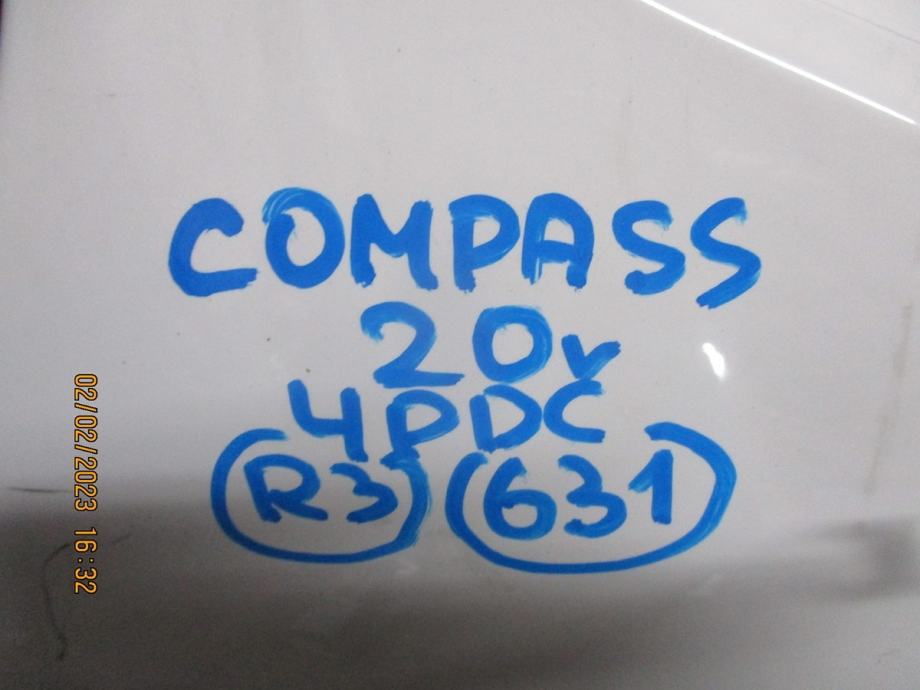 COMPASS
20v
4PDC
R3 631
02/02/2023 16:32